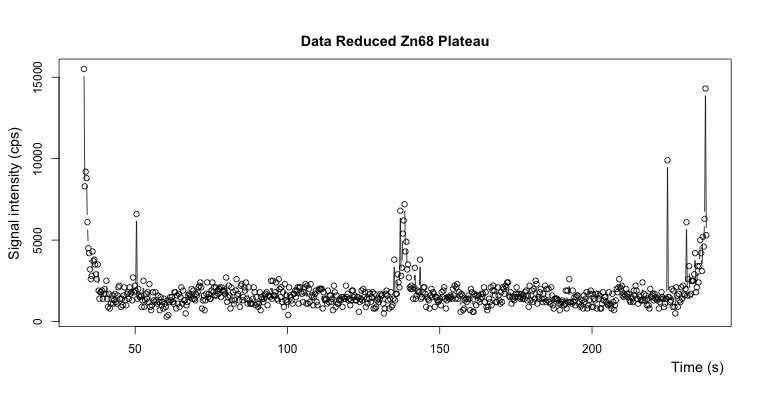 Data Reduced Zn68 Plateau
Signal intensity (cps)
15000
10000
5000
0
50 100 150 200
Time (s)